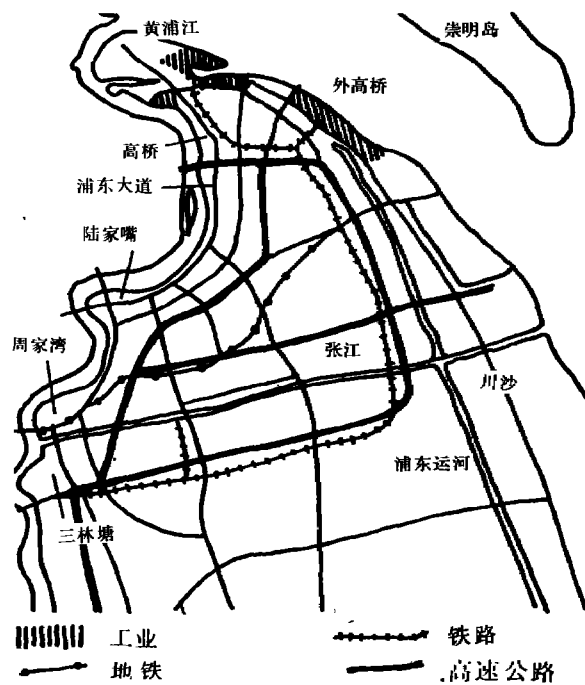 黄浦江
崇明岛
外高桥
高桥
浦东大道
陆家嘴
周家湾
张江
川沙
浦东运河
三林塘
工业
铁路
地铁
高速公路